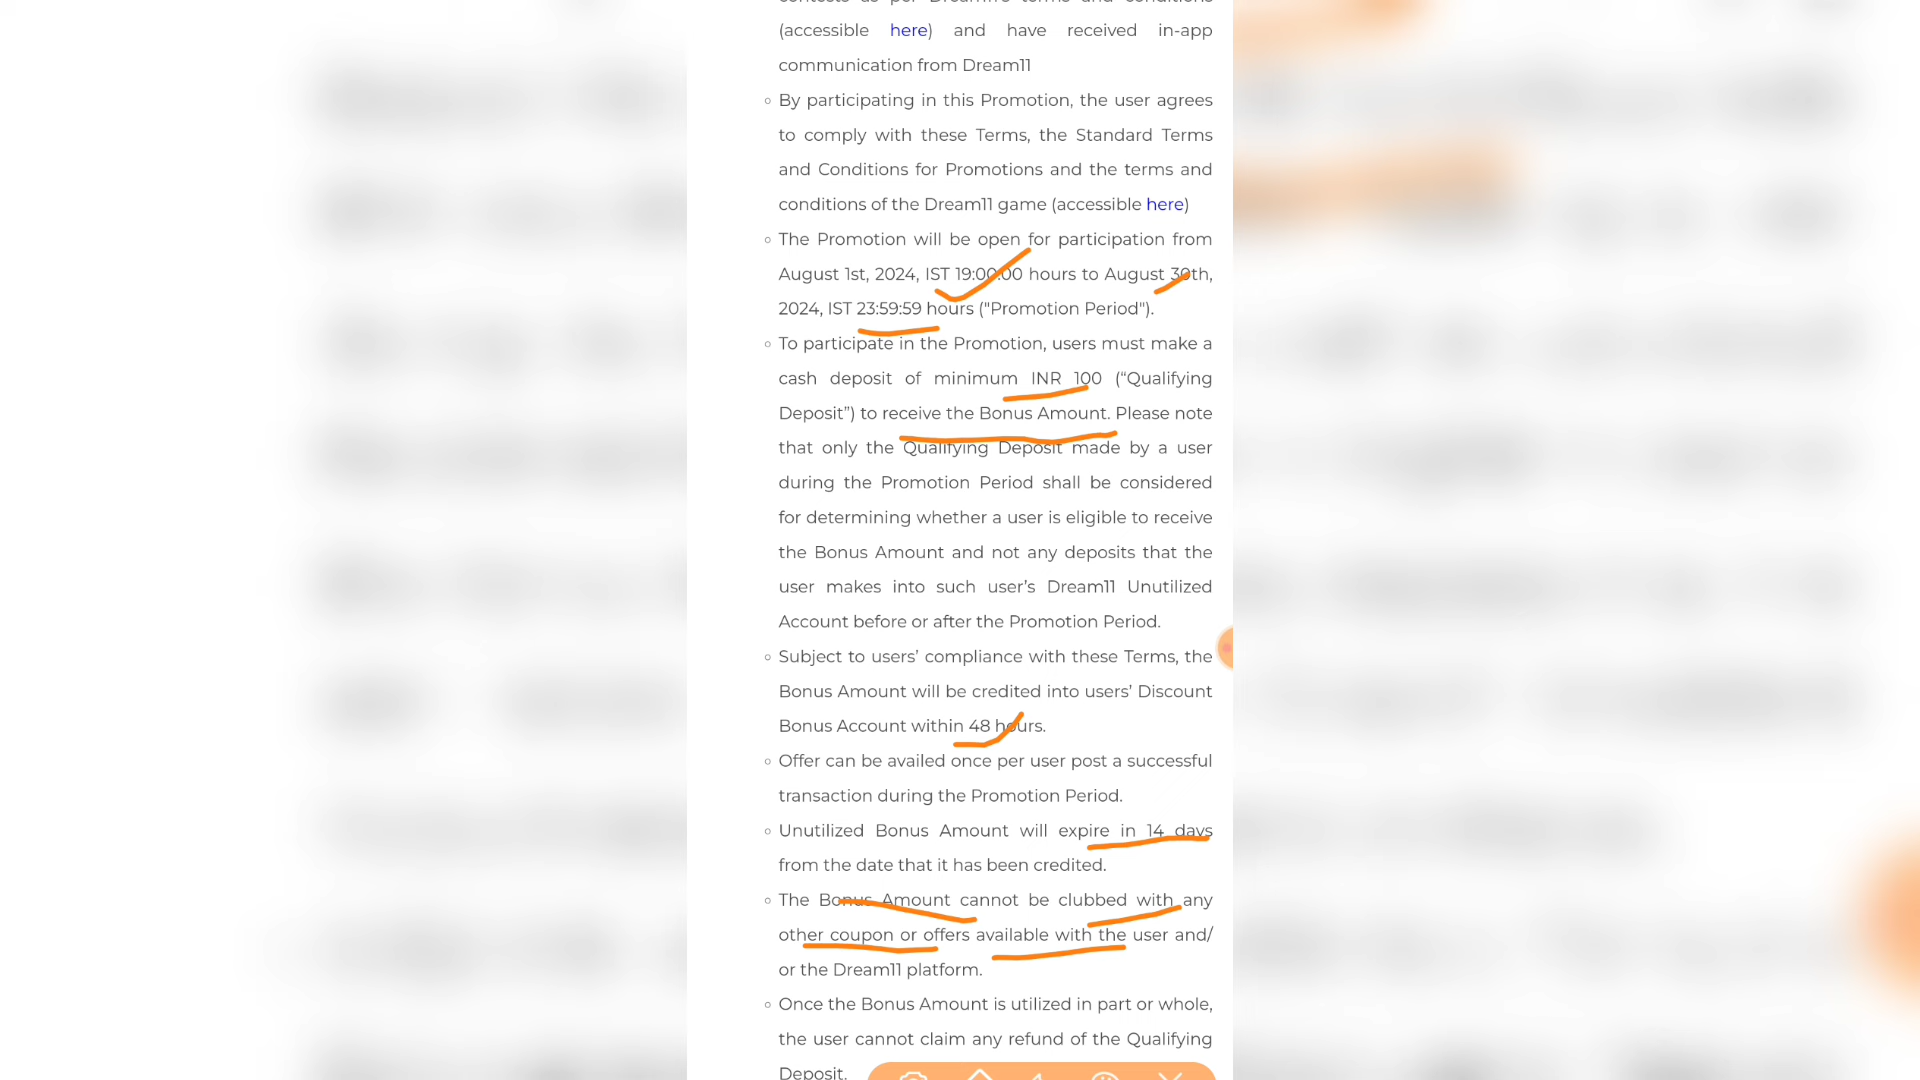 (accessible here) and have received in-app
communication from Dream11
By participating in this Promotion, the user agrees
to comply with these Terms, the Standard Terms
and Conditions for Promotions and the terms and
conditions of the Dream11 game (accessible here)
The Promotion will be open for participation from
August 1st, 2024, IST 19:00:00 hours to August 30th,
2024, IST 23:59:59 hours ("Promotion Period").
To participate in the Promotion, users must make a
cash deposit of minimum INR 100 (“Qualifying
Deposit”) to receive the Bonus Amount. Please note
that only the Qualifying Deposit made by a user
during the Promotion Period shall be considered
for determining whether a user is eligible to receive
the Bonus Amount and not any deposits that the
user makes into such user’s Dream11 Unutilized
Account before or after the Promotion Period.
Subject to users’ compliance with these Terms, the
Bonus Amount will be credited into users’ Discount
Bonus Account within 48 hours.
Offer can be availed once per user post a successful
transaction during the Promotion Period.
Unutilized Bonus Amount will expire in 14 days
from the date that it has been credited.
The Bonus Amount cannot be clubbed with any
other coupon or offers available with the user and/
or the Dream11 platform.
Once the Bonus Amount is utilized in part or whole,
the user cannot claim any refund of the Qualifying
Deposit.